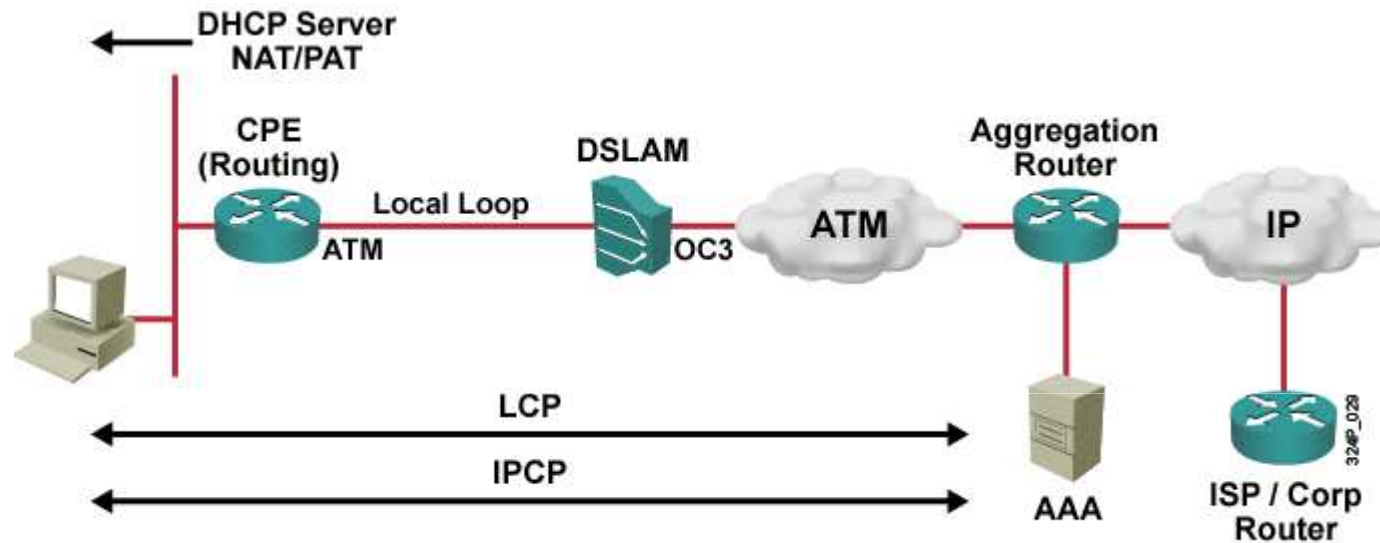 DHCP Server
NAT/PAT
CPE
(Routing)
ATM
Local Loop
DSLAM
OC3
ATM
Aggregation
Router
IP
LCP
IPCP
AAA
ISP / Corp
Router
324P_029